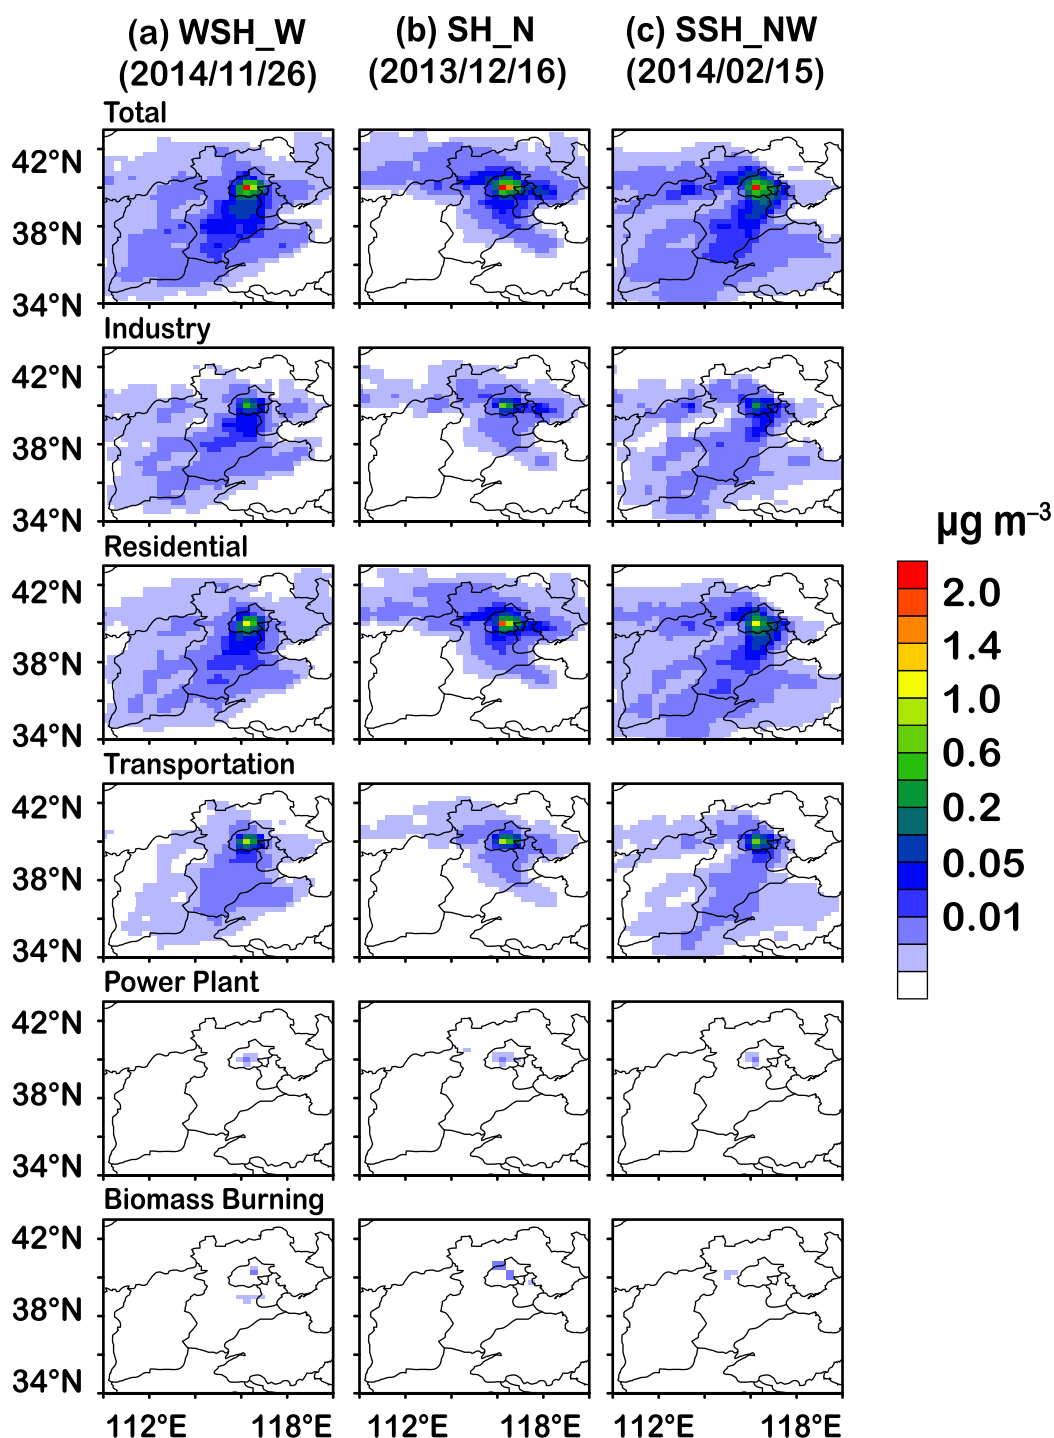 (a) WSH_W (b) SH_N (c) SSH_NW
(2014/11/26) (2013/12/16) (2014/02/15)
Total
42°N
38°N
34°N
Industry
42°N
38°N
34°N
µg m−3
Residential
42°N
38°N
34°N
2.0
1.4
1.0
0.6
0.2
0.05
0.01
Transportation
42°N
38°N
34°N
Power Plant
42°N
38°N
34°N
Biomass Burning
42°N
38°N
34°N
112°E 118°E 112°E 118°E 112°E 118°E